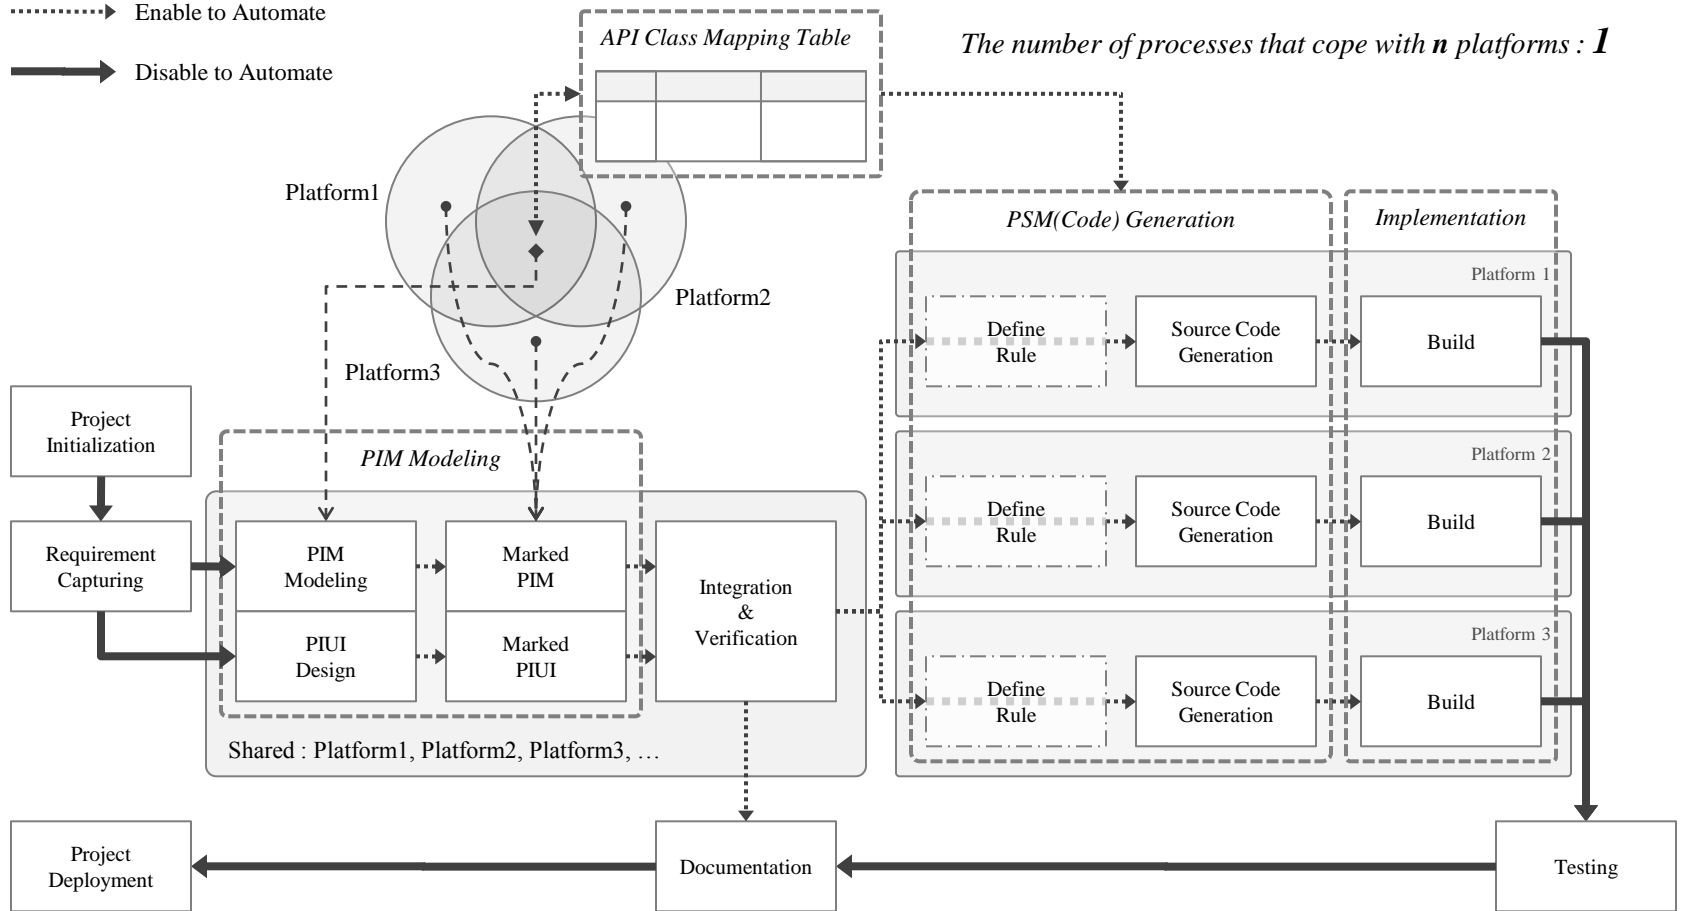 Enable to Automate
Disable to Automate
API Class Mapping Table
The number of processes that cope with n platforms : 1
Platform1
Platform2
Platform3
PSM(Code) Generation
Implementation
Platform 1
Define
Rule
Source Code
Generation
Build
Platform 2
Define
Rule
Source Code
Generation
Build
Platform 3
Define
Rule
Source Code
Generation
Build
Project
Initialization
Requirement
Capturing
PIM Modeling
PIM
Modeling
Marked
PIM
PIUI
Design
Marked
PIUI
Integration
&
Verification
Shared : Platform1, Platform2, Platform3, …
Project
Deployment
Documentation
Testing